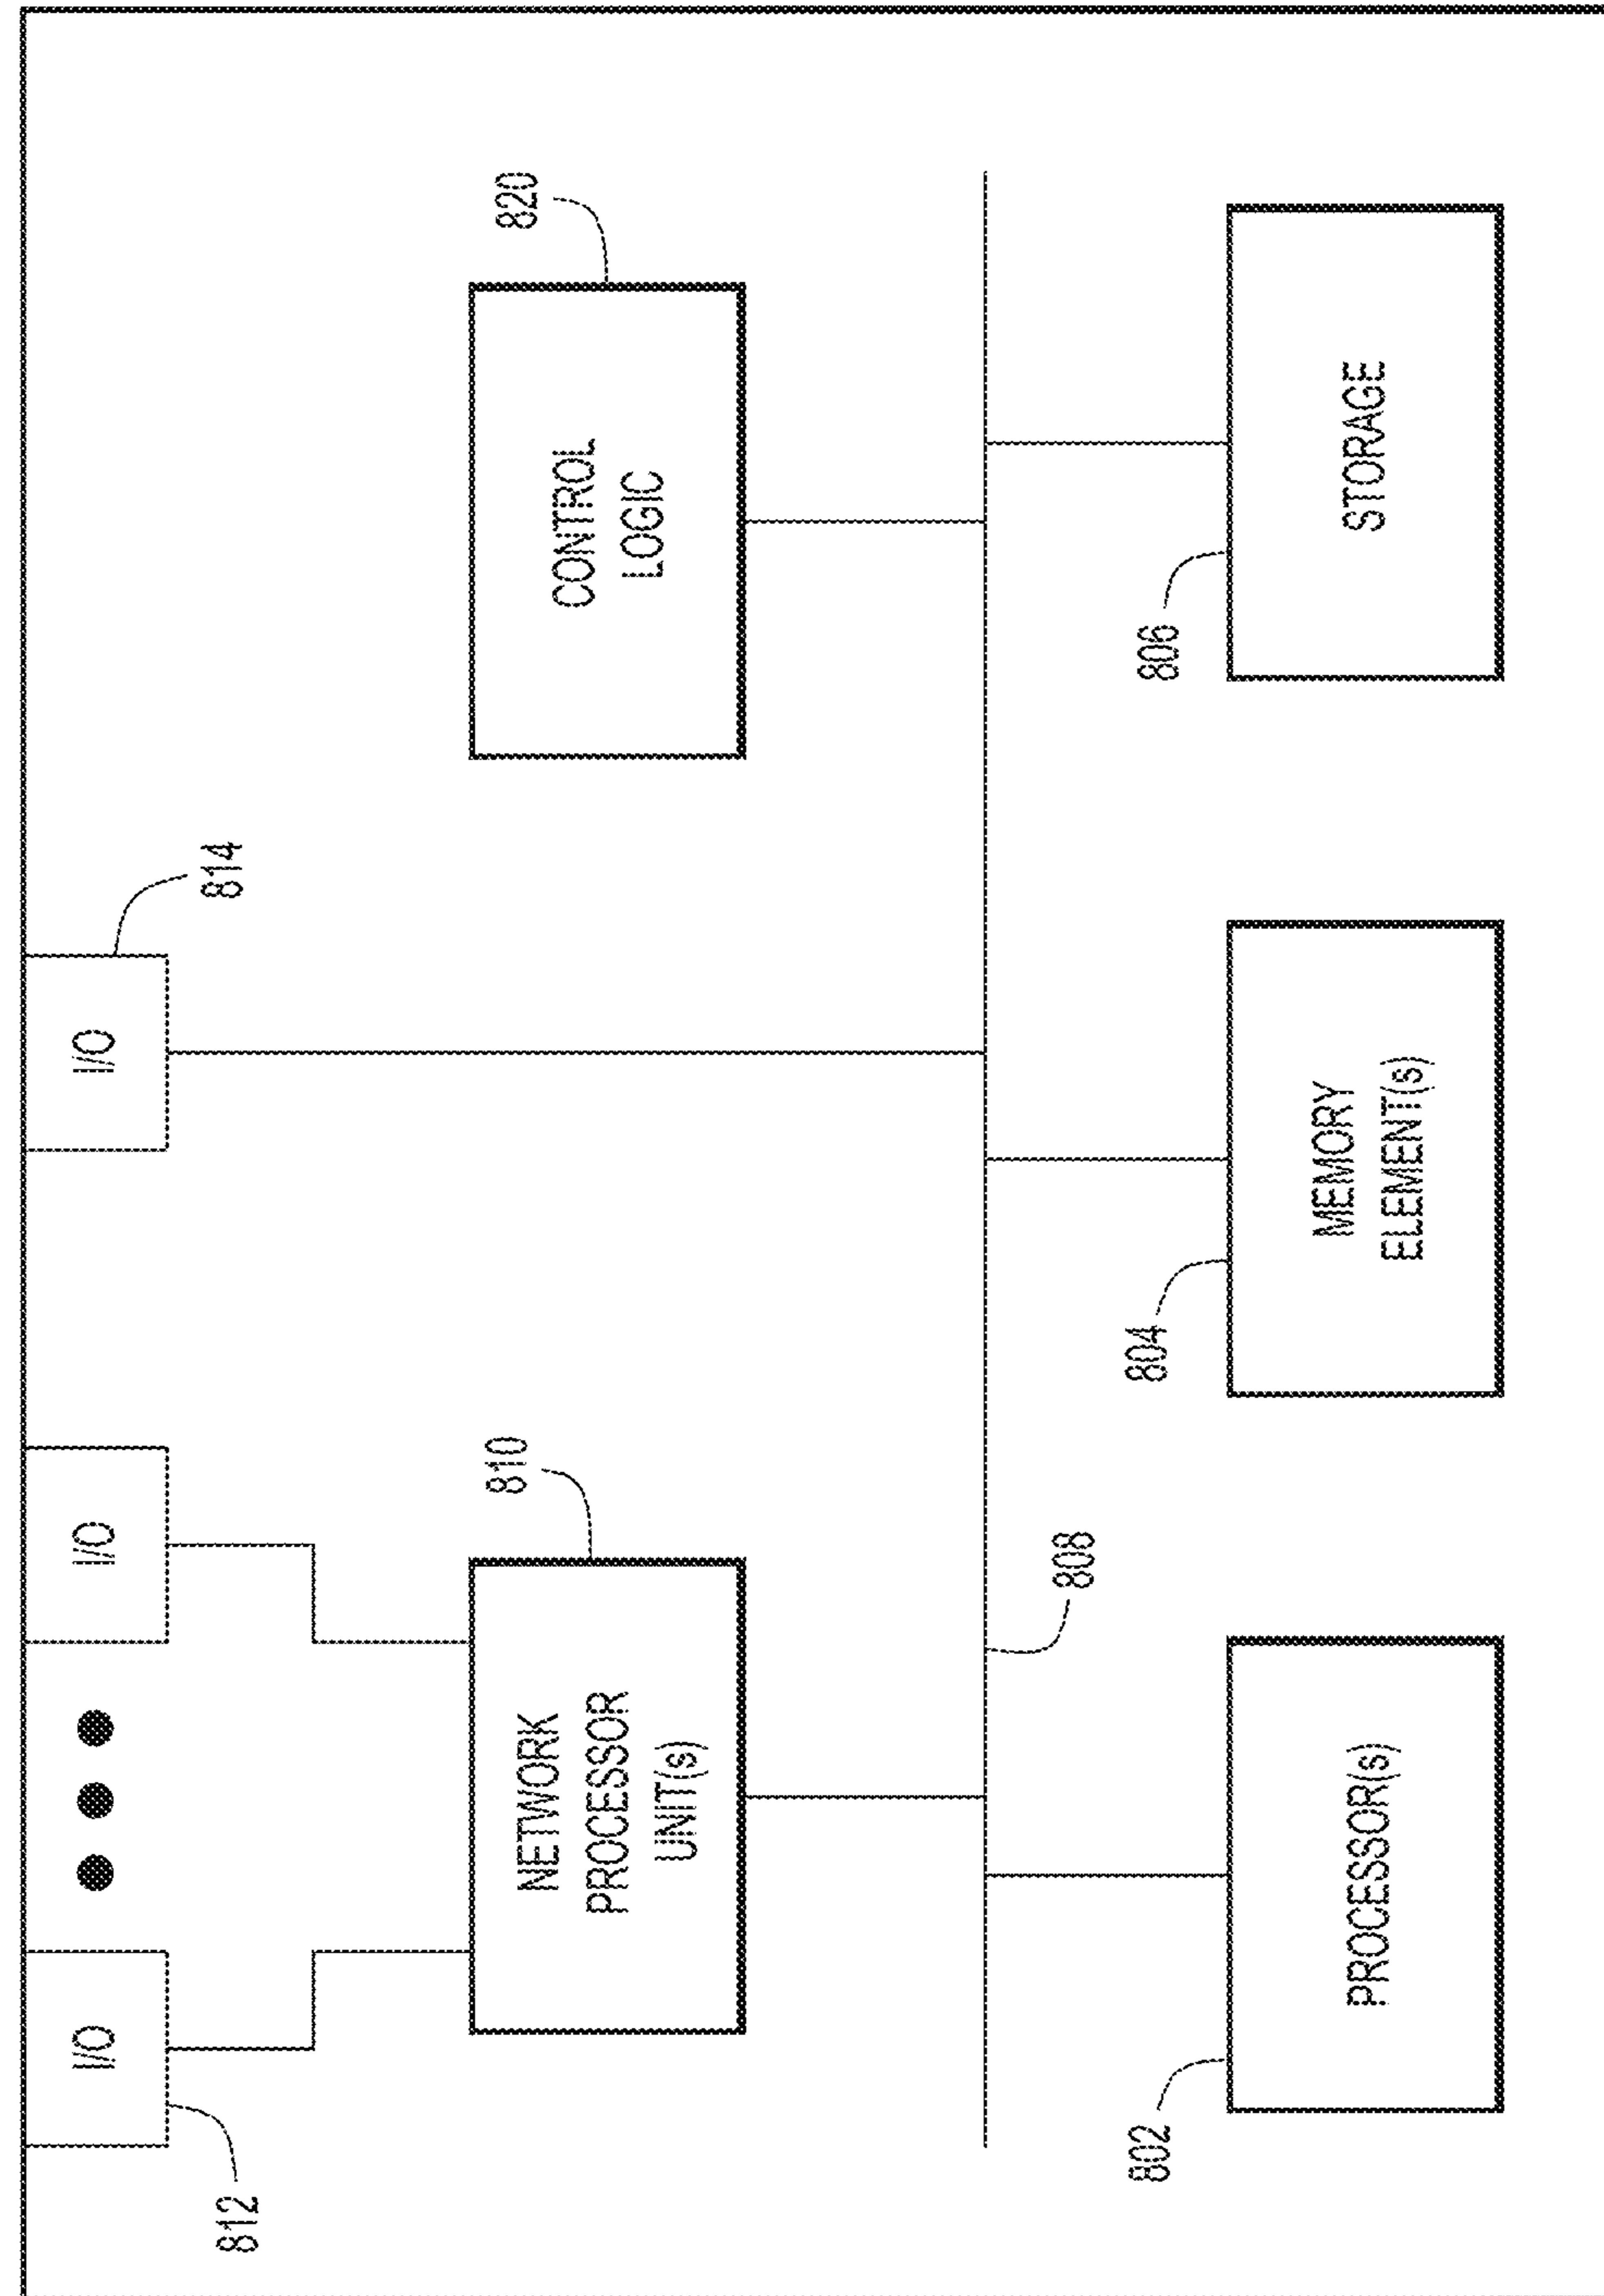 812
I/O
I/O
I/O
814
810
NETWORK
PROCESSOR
UNIT(s)
820
CONTROL
LOGIC
808
802
PROCESSOR(s)
804
MEMORY
ELEMENT(s)
806
STORAGE